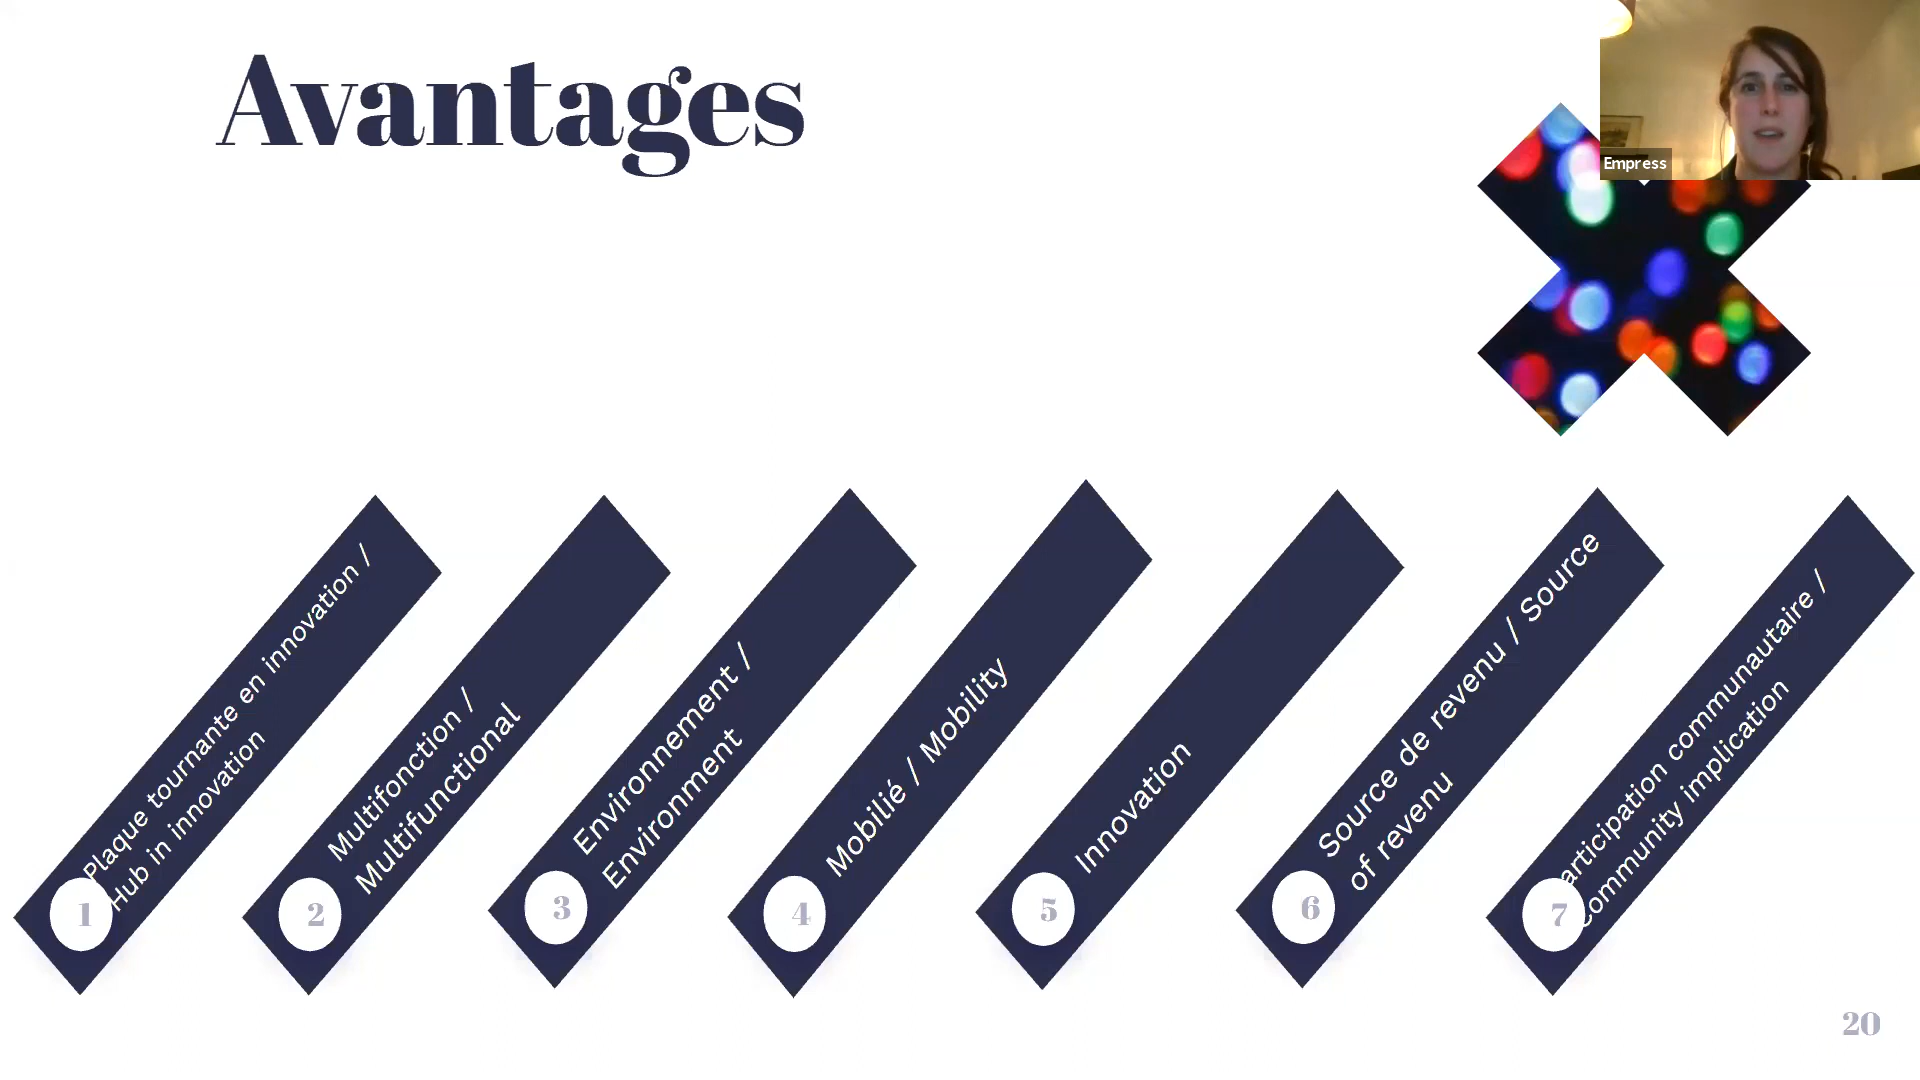 Avantages
Empress
Plaque tournante en innovation /
Hub in innovation
1
Multifonction /
Multifunctional
2
Environnement /
Environment
3
Mobilié / Mobility
4
Innovation
5
Source de revenu / Source
of revenu
6
articipation communautaire /
Community implication
7
20